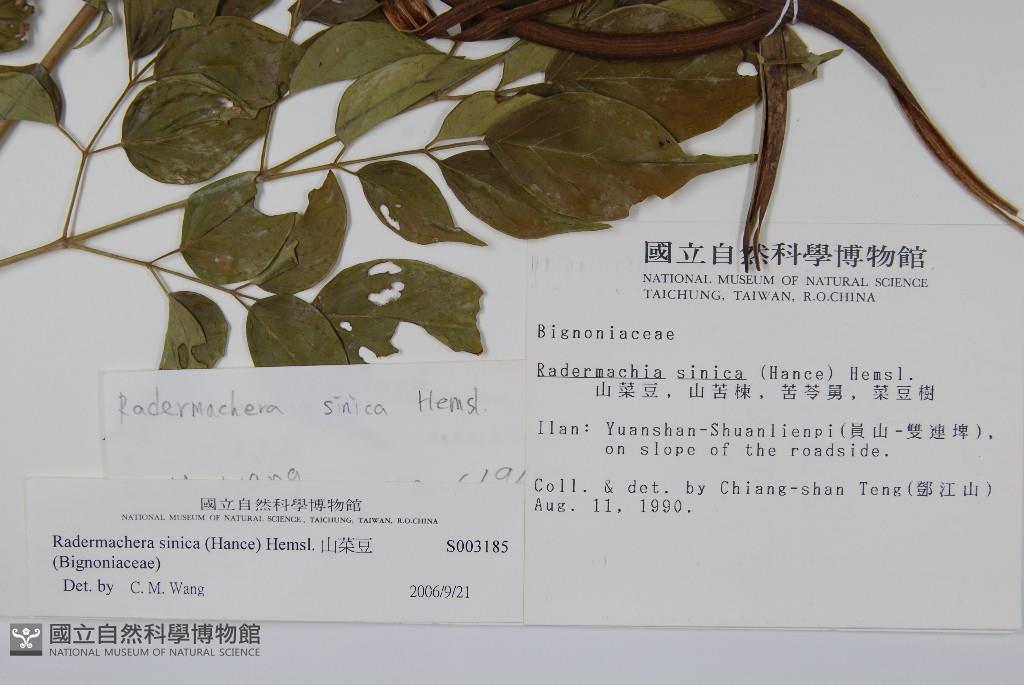 國立自然科學博物館
NATIONAL MUSEUM OF NATURAL SCIENCE
TAICHUNG, TAIWAN, R.O.CHINA
Bignoniaceae
Radermachia sinica (Hance) Hemsl.
山菜豆, 山苦楝, 苦苓舅, 菜豆樹
Ilan: Yuanshan-Shuanlienpi(員山-雙連埤),
on slope of the roadside.
Coll. & det. by Chiang-shan Teng(鄧江山)
Aug. 11, 1990.
Radermachera sinica Hemsl.
國立自然科學博物館
NATIONAL MUSEUM OF NATURAL SCIENCE, TAICHUNG, TAIWAN, R.O.CHINA
Radermachera sinica (Hance) Hemsl. 山菜豆 S003185
(Bignoniaceae)
Det. by C. M. Wang 2006/9/21
國立自然科學博物館
NATIONAL MUSEUM OF NATURAL SCIENCE